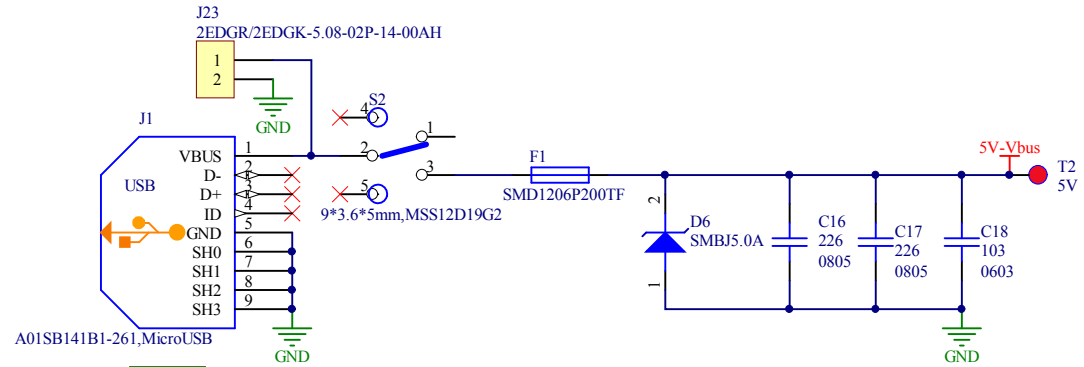 J23
2EDGR/2EDGK-5.08-02P-14-00AH
1
2
GND
J1
USB
VBUS 1
D- 2
D+ 3
ID 4
GND 5
SH0 6
SH1 7
SH2 8
SH3 9
A01SB141B1-261,MicroUSB
GND
S2
4
1
2
3
5
9*3.6*5mm,MSS12D19G2
F1
SMD1206P200TF
2
D6
SMBJ5.0A
1
C16
226
0805
C17
226
0805
C18
103
0603
5V-Vbus
T2
5V
GND